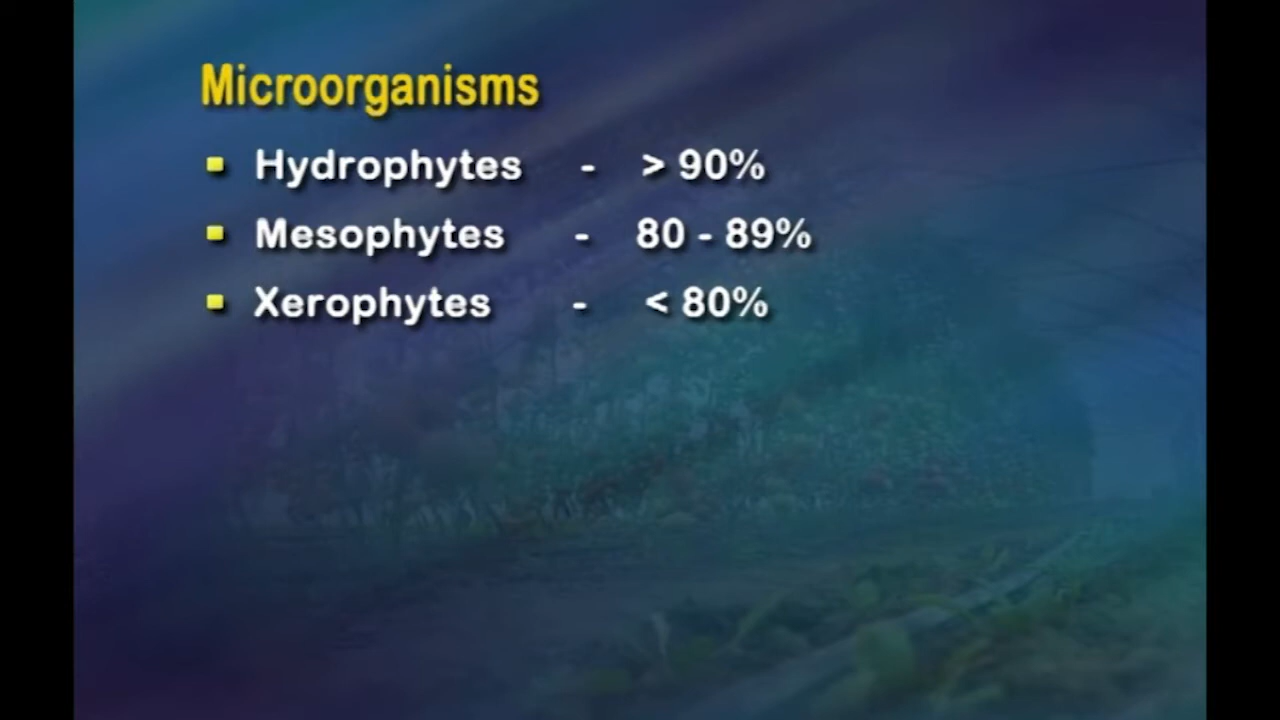 Microorganisms
Hydrophytes - > 90%
Mesophytes - 80 - 89%
Xerophytes - < 80%